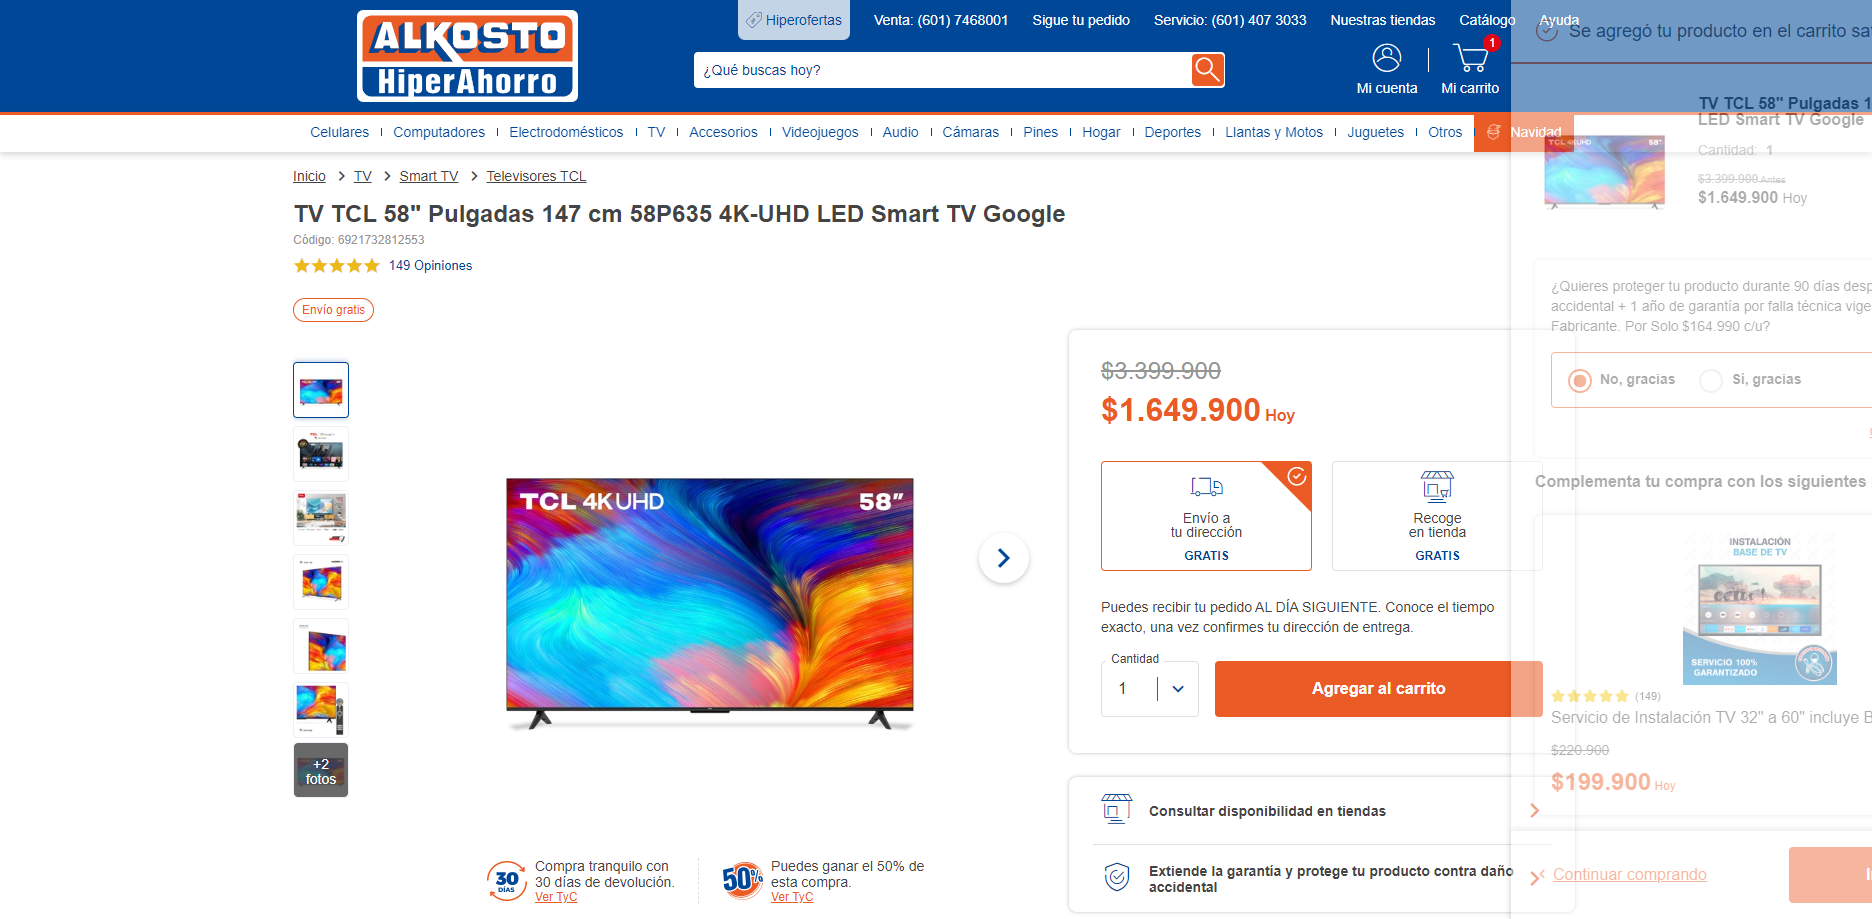 Hiperofertas
Venta: (601) 7468001
Sigue tu pedido
Servicio: (601) 407 3033
Nuestras tiendas
Catálogo
Ayuda
ALKOSTO
HiperAhorro
¿Qué buscas hoy?
Mi cuenta
1
Mi carrito
Celulares
Computadores
Electrodomésticos
TV
Accesorios
Videojuegos
Audio
Cámaras
Pines
Hogar
Deportes
Llantas y Motos
Juguetes
Otros
Navidad
Inicio > TV > Smart TV > Televisores TCL
TV TCL 58" Pulgadas 147 cm 58P635 4K-UHD LED Smart TV Google
Código: 6921732812553
149 Opiniones
Envío gratis
+2
fotos
TCL 4K UHD
58"
Compra tranquilo con
30 días de devolución.
Ver TyC
30
DÍAS
50%
Puedes ganar el 50% de
esta compra.
Ver TyC
$3.399.900
$1.649.900 Hoy
Envío a
tu dirección
GRATIS
Recoge
en tienda
GRATIS
Puedes recibir tu pedido AL DÍA SIGUIENTE. Conoce el tiempo
exacto, una vez confirmes tu dirección de entrega.
Cantidad
1
Agregar al carrito
Consultar disponibilidad en tiendas
Extiende la garantía y protege tu producto contra daño
accidental
Se agregó tu producto en el carrito
TV TCL 58" Pulgadas
LED Smart TV Google
Cantidad: 1
$3.399.900 Antes
$1.649.900 Hoy
TCL 4K UHD
58"
¿Quieres proteger tu producto durante 90 días
accidental + 1 año de garantía por falla técnica
Fabricante. Por Solo $164.990 c/u?
No, gracias
Sí, gracias
Complementa tu compra con los siguientes
INSTALACIÓN
BASE DE TV
SERVICIO 100%
GARANTIZADO
(149)
Servicio de Instalación TV 32" a 60" incluye
$220.900
$199.900 Hoy
Continuar comprando